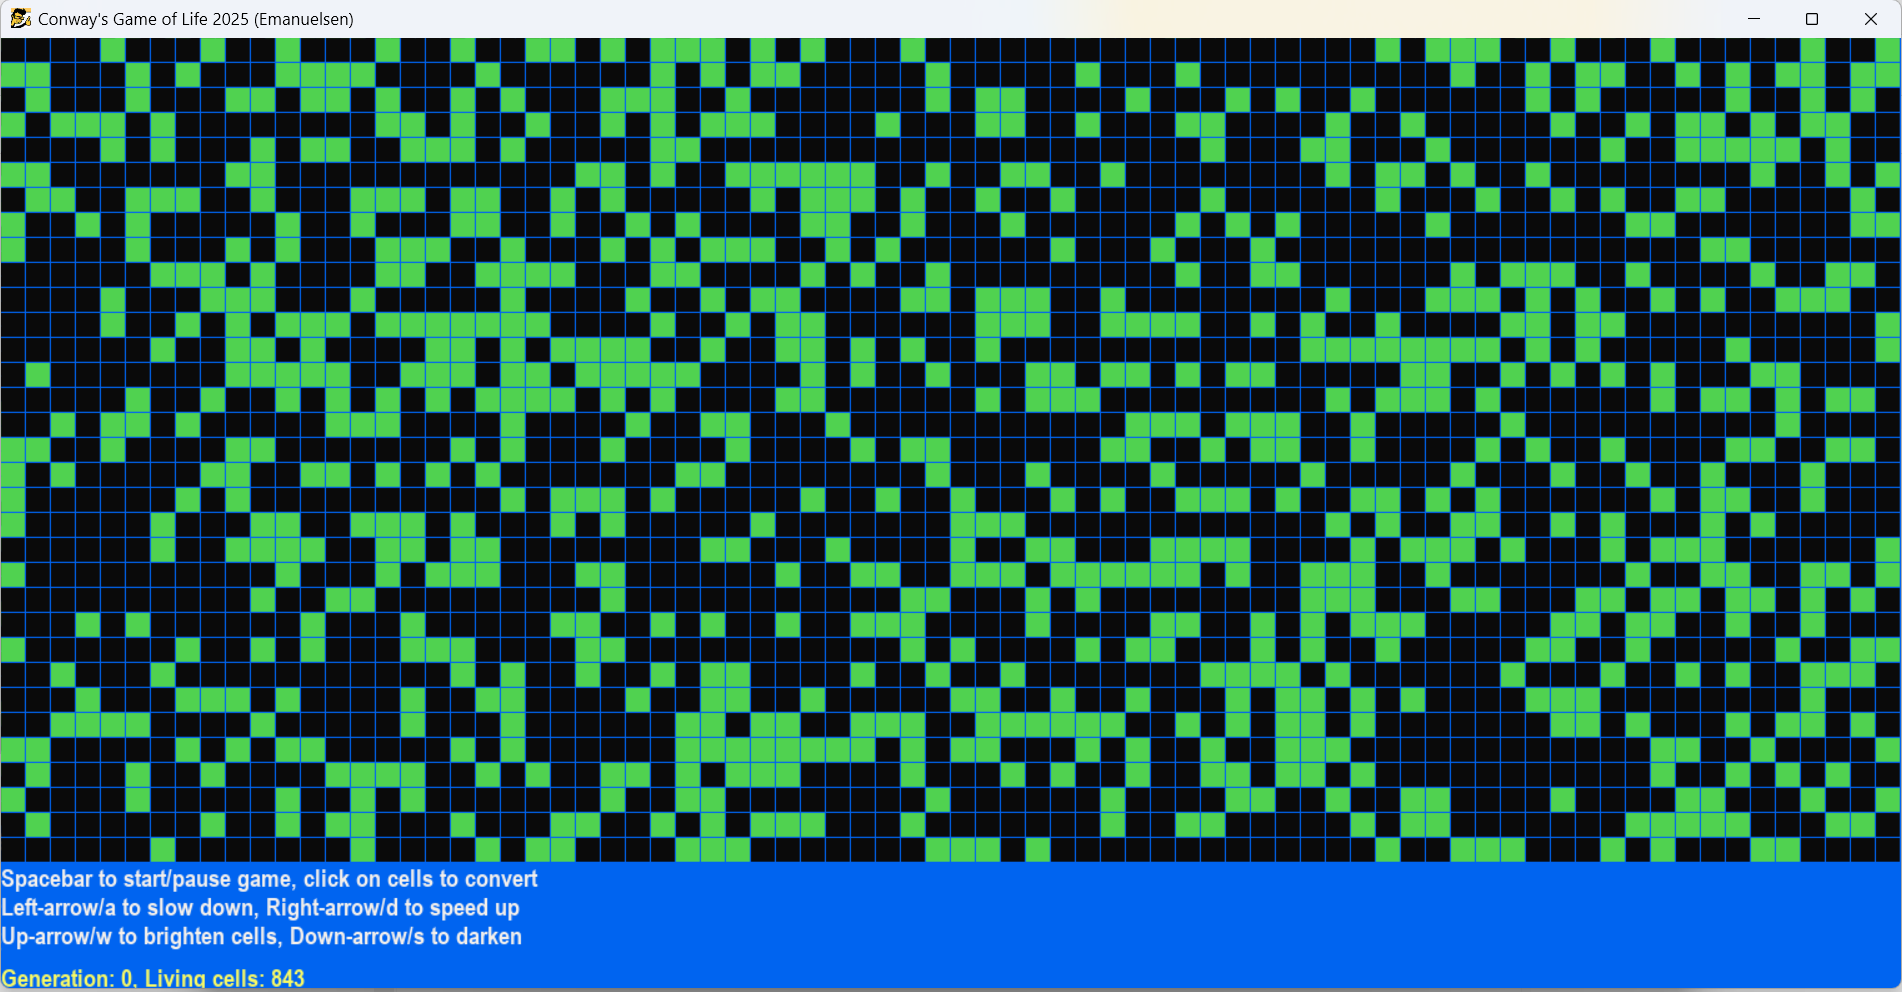 Conway's Game of Life 2025 (Emanuelsen)
Spacebar to start/pause game, click on cells to convert
Left-arrow/a to slow down, Right-arrow/d to speed up
Up-arrow/w to brighten cells, Down-arrow/s to darken
Generation: 0, Living cells: 843